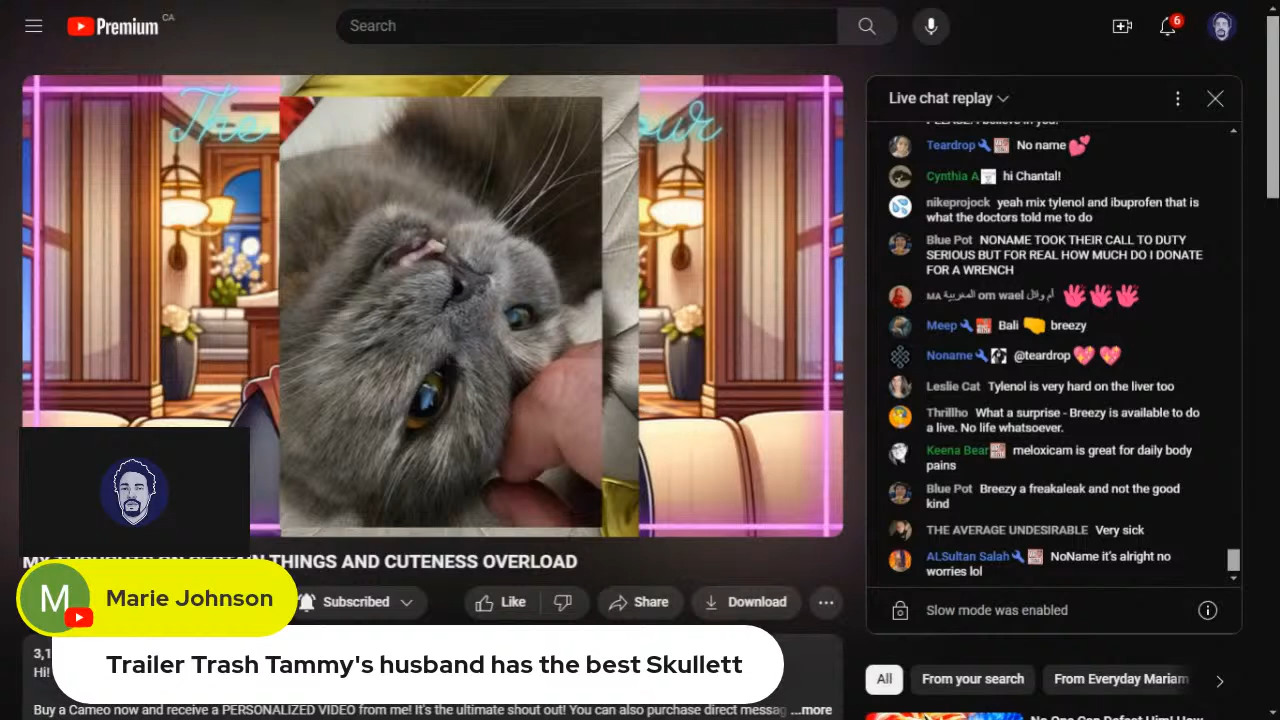 Premium CA
Search
6
The
our
Live chat replay
Teardrop No name
Cynthia A hi Chantal!
nikeprojock yeah mix tylenol and ibuprofen that is
what the doctors told me to do
Blue Pot NONAME TOOK THEIR CALL TO DUTY
SERIOUS BUT FOR REAL HOW MUCH DO I DONATE
FOR A WRENCH
om wael
Meep Bali breezy
Noname @teardrop
Leslie Cat Tylenol is very hard on the liver too
Thrillho What a surprise - Breezy is available to do
a live. No life whatsoever.
Keena Bear meloxicam is great for daily body
pains
Blue Pot Breezy a freakaleak and not the good
kind
THE AVERAGE UNDESIRABLE Very sick
ALSultan Salah NoName it's alright no
worries lol
Slow mode was enabled
THINGS AND CUTENESS OVERLOAD
M Marie Johnson
Subscribed
Like
Share
Download
Trailer Trash Tammy's husband has the best Skullett
3,1
Hi!
Buy a Cameo now and receive a PERSONALIZED VIDEO from me! It's the ultimate shout out! You can also purchase direct messag ...more
All
From your search
From Everyday Mariam